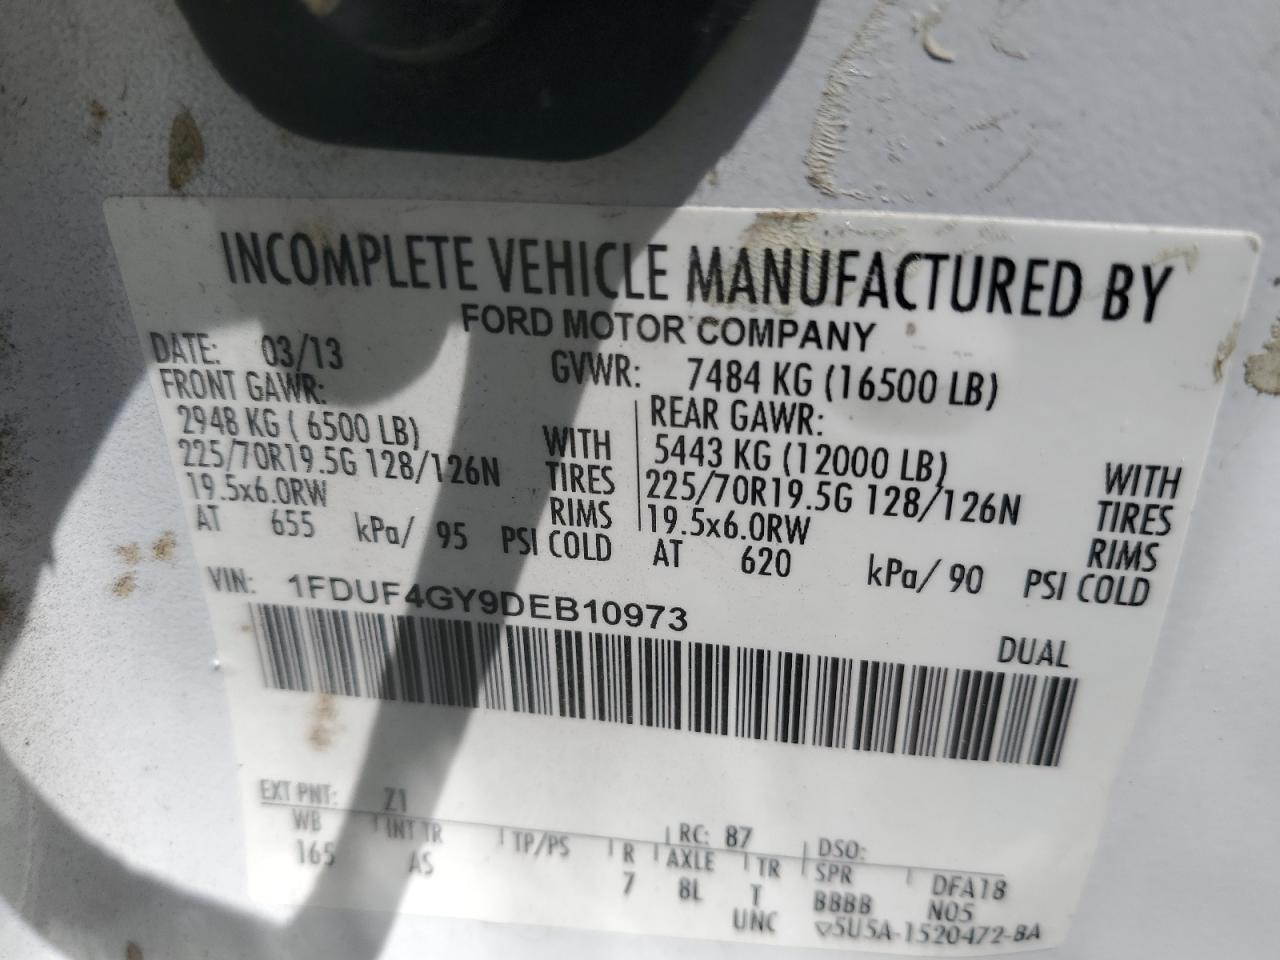 INCOMPLETE VEHICLE MANUFACTURED BY
FORD MOTOR COMPANY
DATE: 03/13 GVWR: 7484 KG (16500 LB)
FRONT GAWR: REAR GAWR:
2948 KG ( 6500 LB) WITH 5443 KG (12000 LB) WITH
225/70R19.5G 128/126N TIRES 225/70R19.5G 128/126N TIRES
19.5x6.0RW RIMS 19.5x6.0RW RIMS
AT 655 kPa/ 95 PSI COLD AT 620 kPa/ 90 PSI COLD
VIN: 1FDUF4GY9DEB10973
DUAL
EXT PNT: Z1 RC: 87 DSO:
WB INT TR TP/PS R AXLE TR SPR DFA18
165 AS 7 8L T BBBB N05
UNC ▽5U5A-1520472-BA